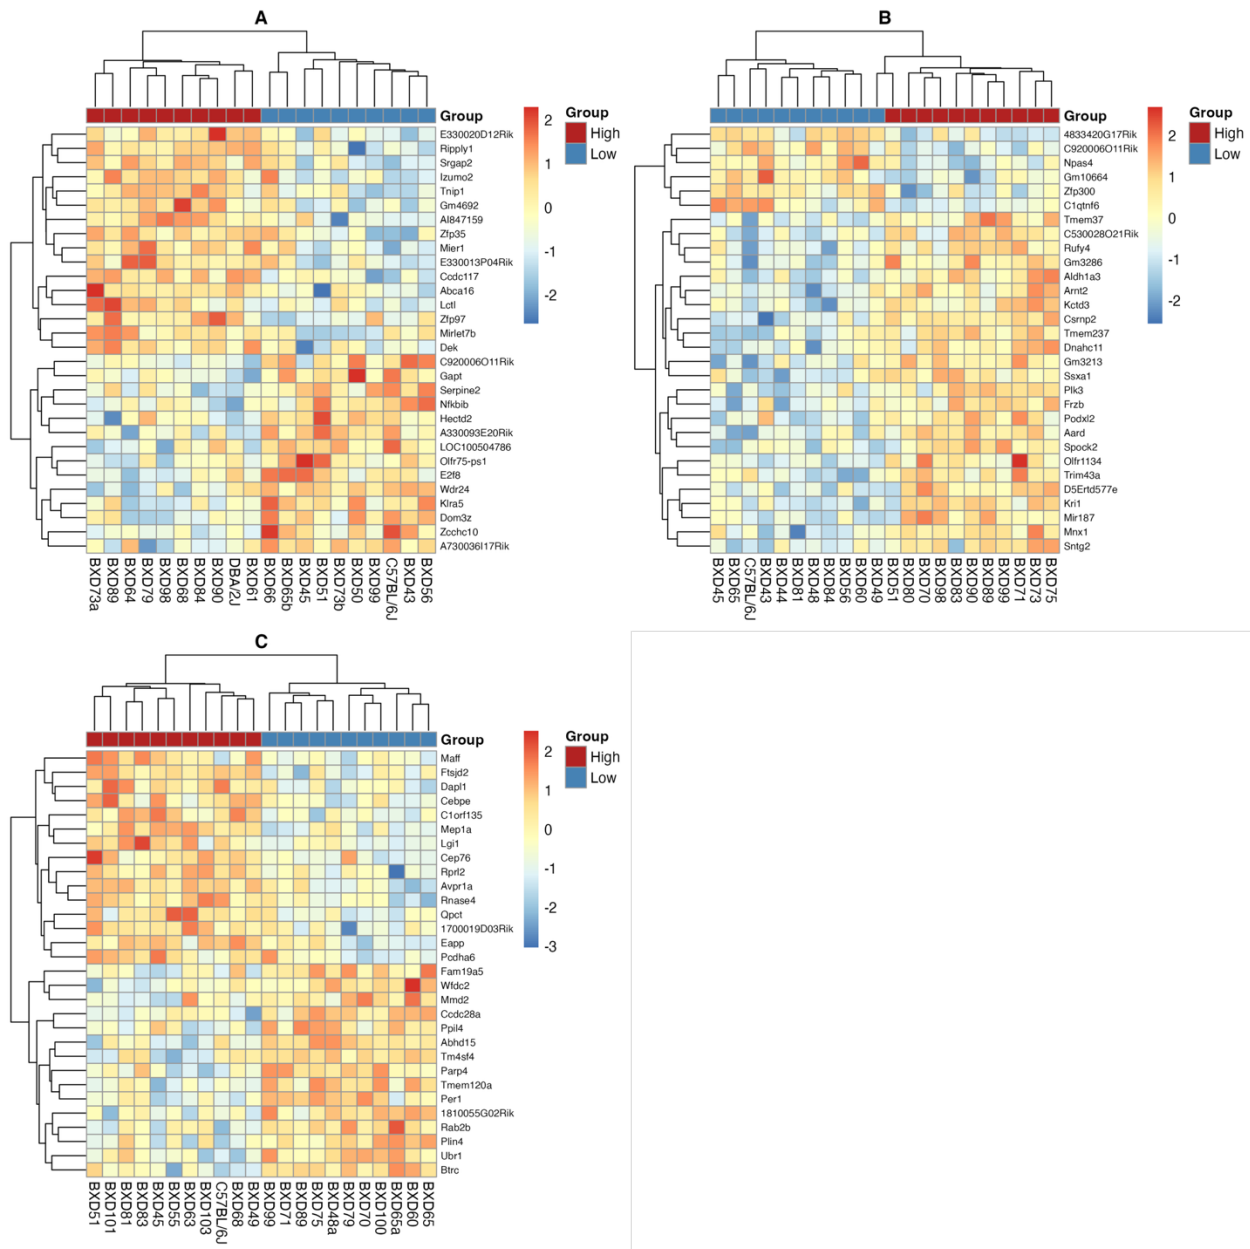 A
Group
E330020D12Rik
Ripply1
Srgap2
Izumo2
Tnip1
Gm4692
AI847159
Zfp35
Mier1
E330013P04Rik
Ccdc117
Abca16
Lctl
Zfp97
Mirlet7b
Dek
C920006O11Rik
Gapt
Serpine2
Nfkbib
Hectd2
A330093E20Rik
LOC100504786
Olfr75-ps1
E2f8
Wdr24
Klra5
Dom3z
Zcchc10
A730036I17Rik
BXD73a
BXD89
BXD64
BXD79
BXD98
BXD68
BXD84
BXD90
DBA/2J
BXD61
BXD66
BXD65b
BXD45
BXD51
BXD73b
BXD50
BXD99
C57BL/6J
BXD43
BXD56
2
1
0
-1
-2
Group
High
Low
B
Group
4833420G17Rik
C920006O11Rik
Npas4
Gm10664
Zfp300
C1qtnf6
Tmem37
C530028O21Rik
Rufy4
Gm3286
Aldh1a3
Arnt2
Kctd3
Csrnp2
Tmem237
Dnahc11
Gm3213
Ssxa1
Plk3
Frzb
Podxl2
Aard
Spock2
Olfr1134
Trim43a
D5Ertd577e
Kri1
Mir187
Mnx1
Sntg2
BXD45
BXD65
C57BL/6J
BXD43
BXD44
BXD81
BXD48
BXD84
BXD56
BXD60
BXD49
BXD51
BXD80
BXD70
BXD98
BXD83
BXD90
BXD89
BXD99
BXD71
BXD73
BXD75
2
1
0
-1
-2
Group
High
Low
C
Group
Maff
Ftsjd2
Dapl1
Cebpe
C1orf135
Mep1a
Lgi1
Cep76
Rprl2
Avpr1a
Rnase4
Qpct
1700019D03Rik
Eapp
Pcdha6
Fam19a5
Wfdc2
Mmd2
Ccdc28a
Ppil4
Abhd15
Tm4sf4
Parp4
Tmem120a
Per1
1810055G02Rik
Rab2b
Plin4
Ubr1
Btrc
BXD51
BXD101
BXD81
BXD83
BXD45
BXD55
BXD63
BXD103
C57BL/6J
BXD68
BXD49
BXD99
BXD71
BXD89
BXD75
BXD48a
BXD79
BXD70
BXD100
BXD65a
BXD60
BXD65
2
1
0
-1
-2
-3
Group
High
Low